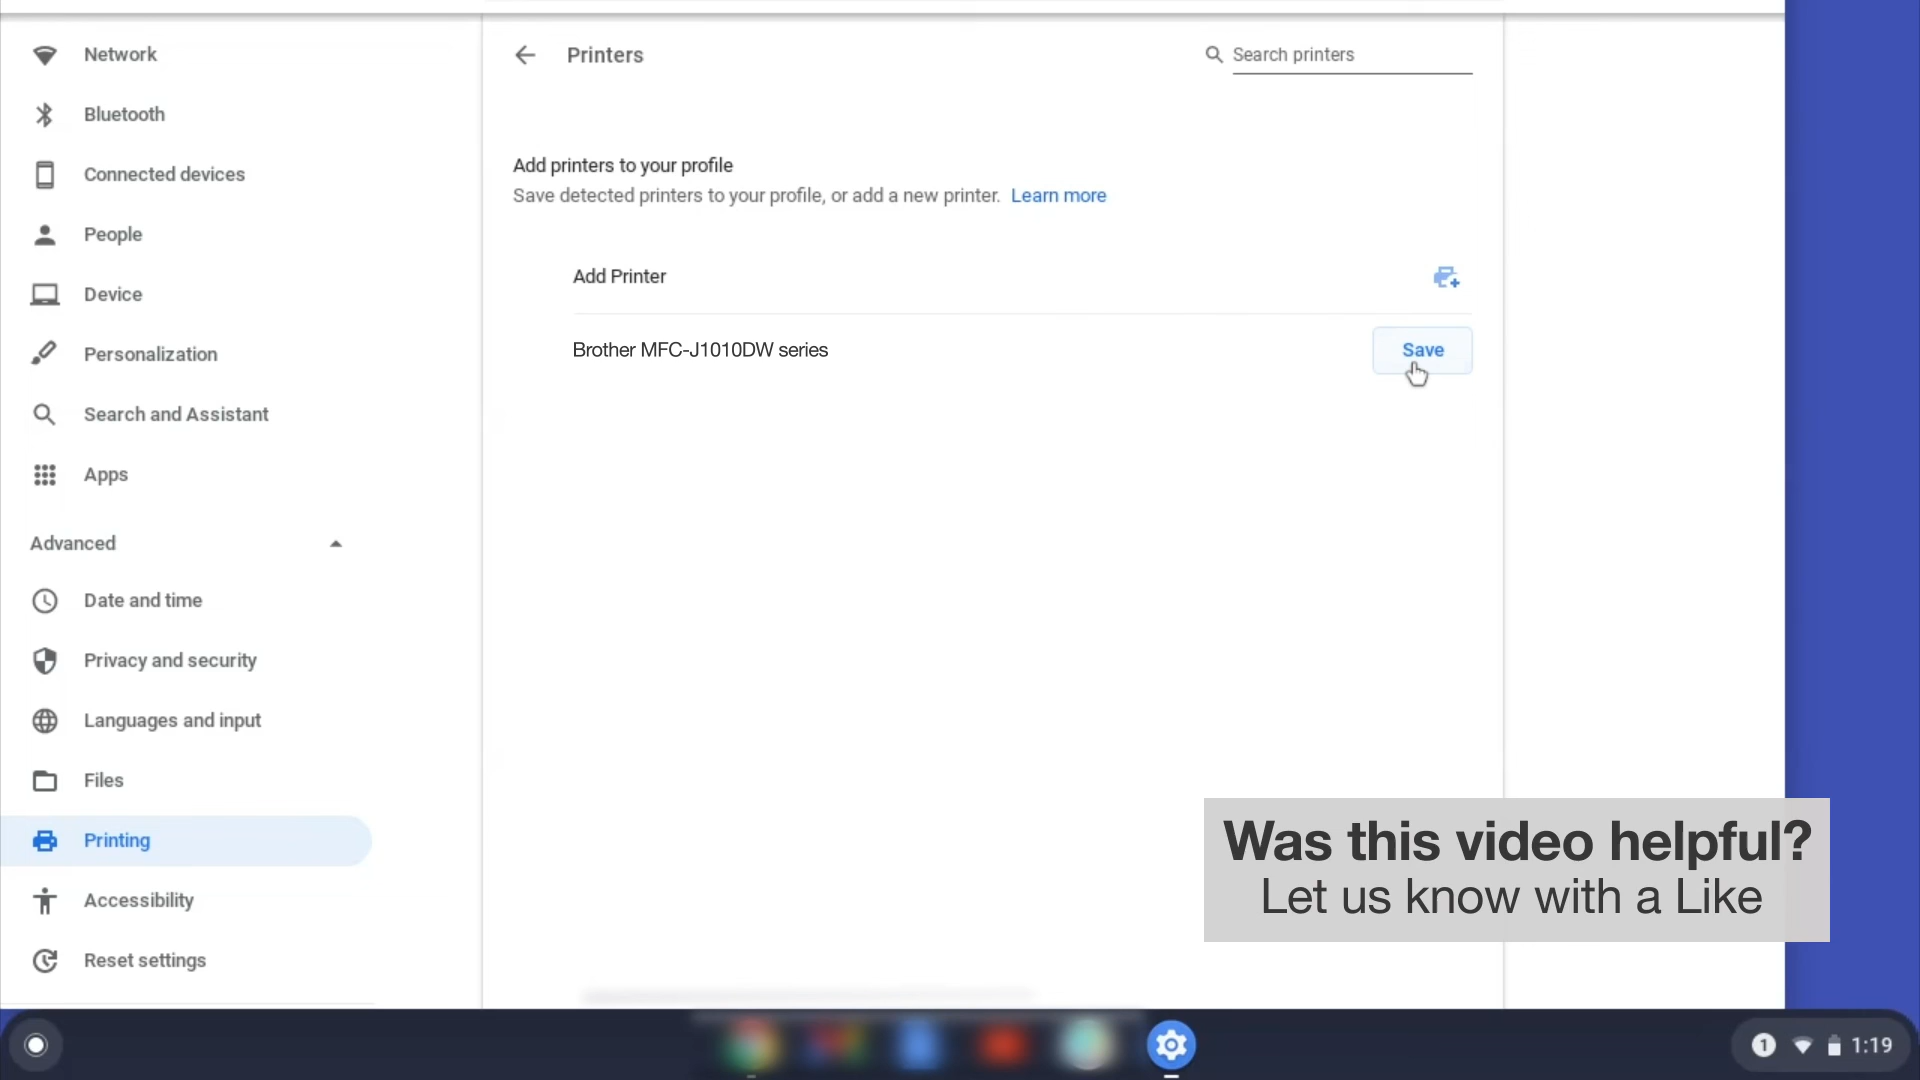 Network
Bluetooth
Connected devices
People
Device
Personalization
Search and Assistant
Apps
Advanced
Date and time
Privacy and security
Languages and input
Files
Printing
Accessibility
Reset settings
Printers
Search printers
Add printers to your profile
Save detected printers to your profile, or add a new printer. Learn more
Add Printer
Brother MFC-J1010DW series
Save
Was this video helpful?
Let us know with a Like
1
1:19